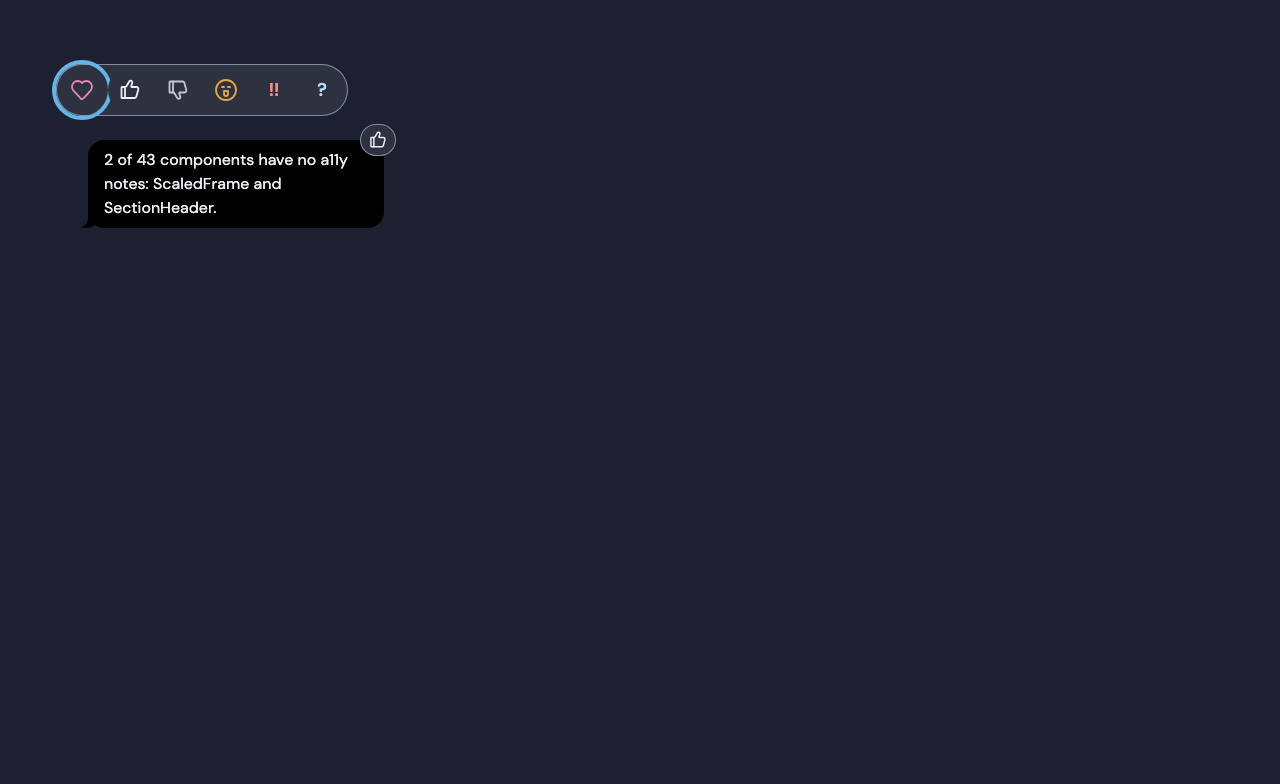 !! ?
2 of 43 components have no a11y
notes: ScaledFrame and
SectionHeader.